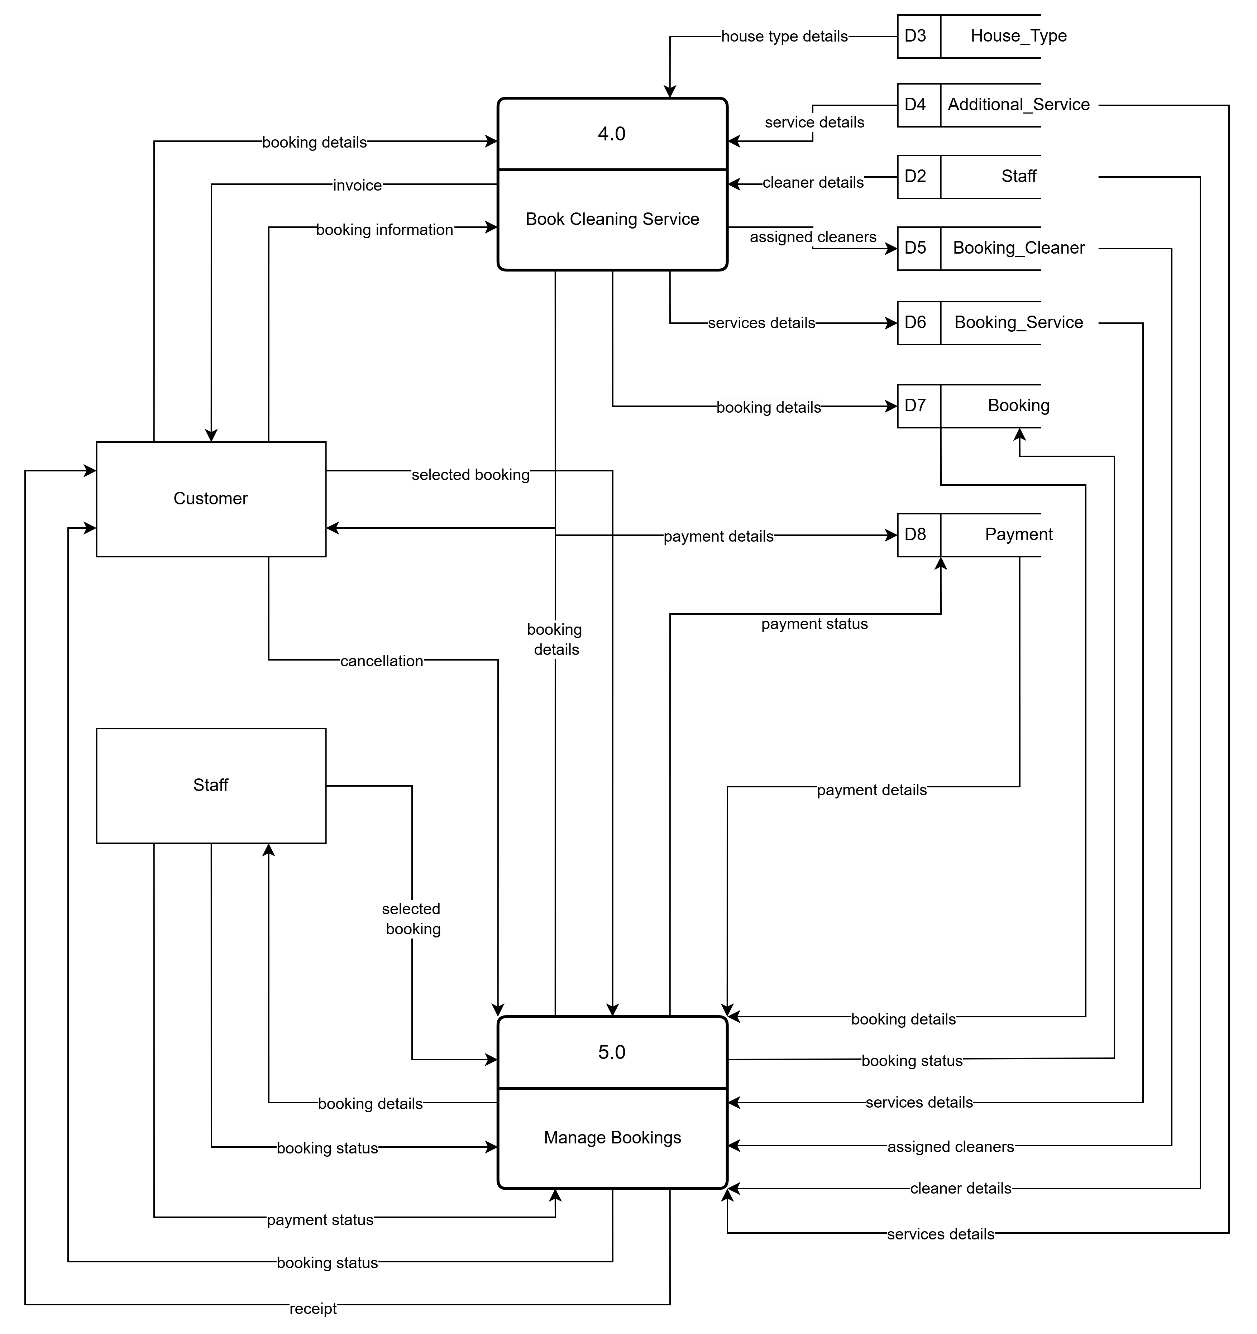 house type details
D3
House_Type
D4
Additional_Service
service details
4.0
booking details
cleaner details
D2
Staff
invoice
Book Cleaning Service
booking information
assigned cleaners
D5
Booking_Cleaner
services details
D6
Booking_Service
booking details
D7
Booking
selected booking
Customer
payment details
D8
Payment
booking
details
payment status
cancellation
Staff
payment details
selected
booking
booking details
5.0
booking status
booking details
services details
Manage Bookings
booking status
assigned cleaners
cleaner details
payment status
services details
booking status
receipt